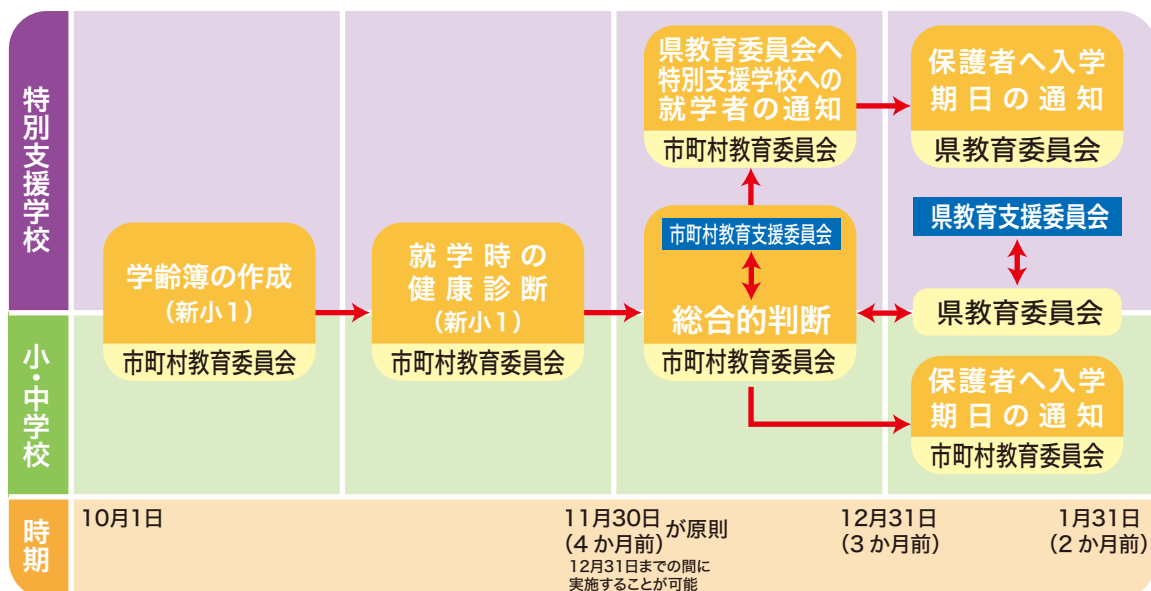 特別支援学校
小・中学校
時期
学齢簿の作成
(新小1)
市町村教育委員会
就学時の
健康診断
(新小1)
市町村教育委員会
県教育委員会へ
特別支援学校への
就学者の通知
市町村教育委員会
市町村教育支援委員会
総合的判断
市町村教育委員会
保護者へ入学
期日の通知
県教育委員会
県教育支援委員会
県教育委員会
保護者へ入学
期日の通知
市町村教育委員会
10月1日
11月30日
(4か月前)
が原則
12月31日までの間に
実施することが可能
12月31日
(3か月前)
1月31日
(2か月前)